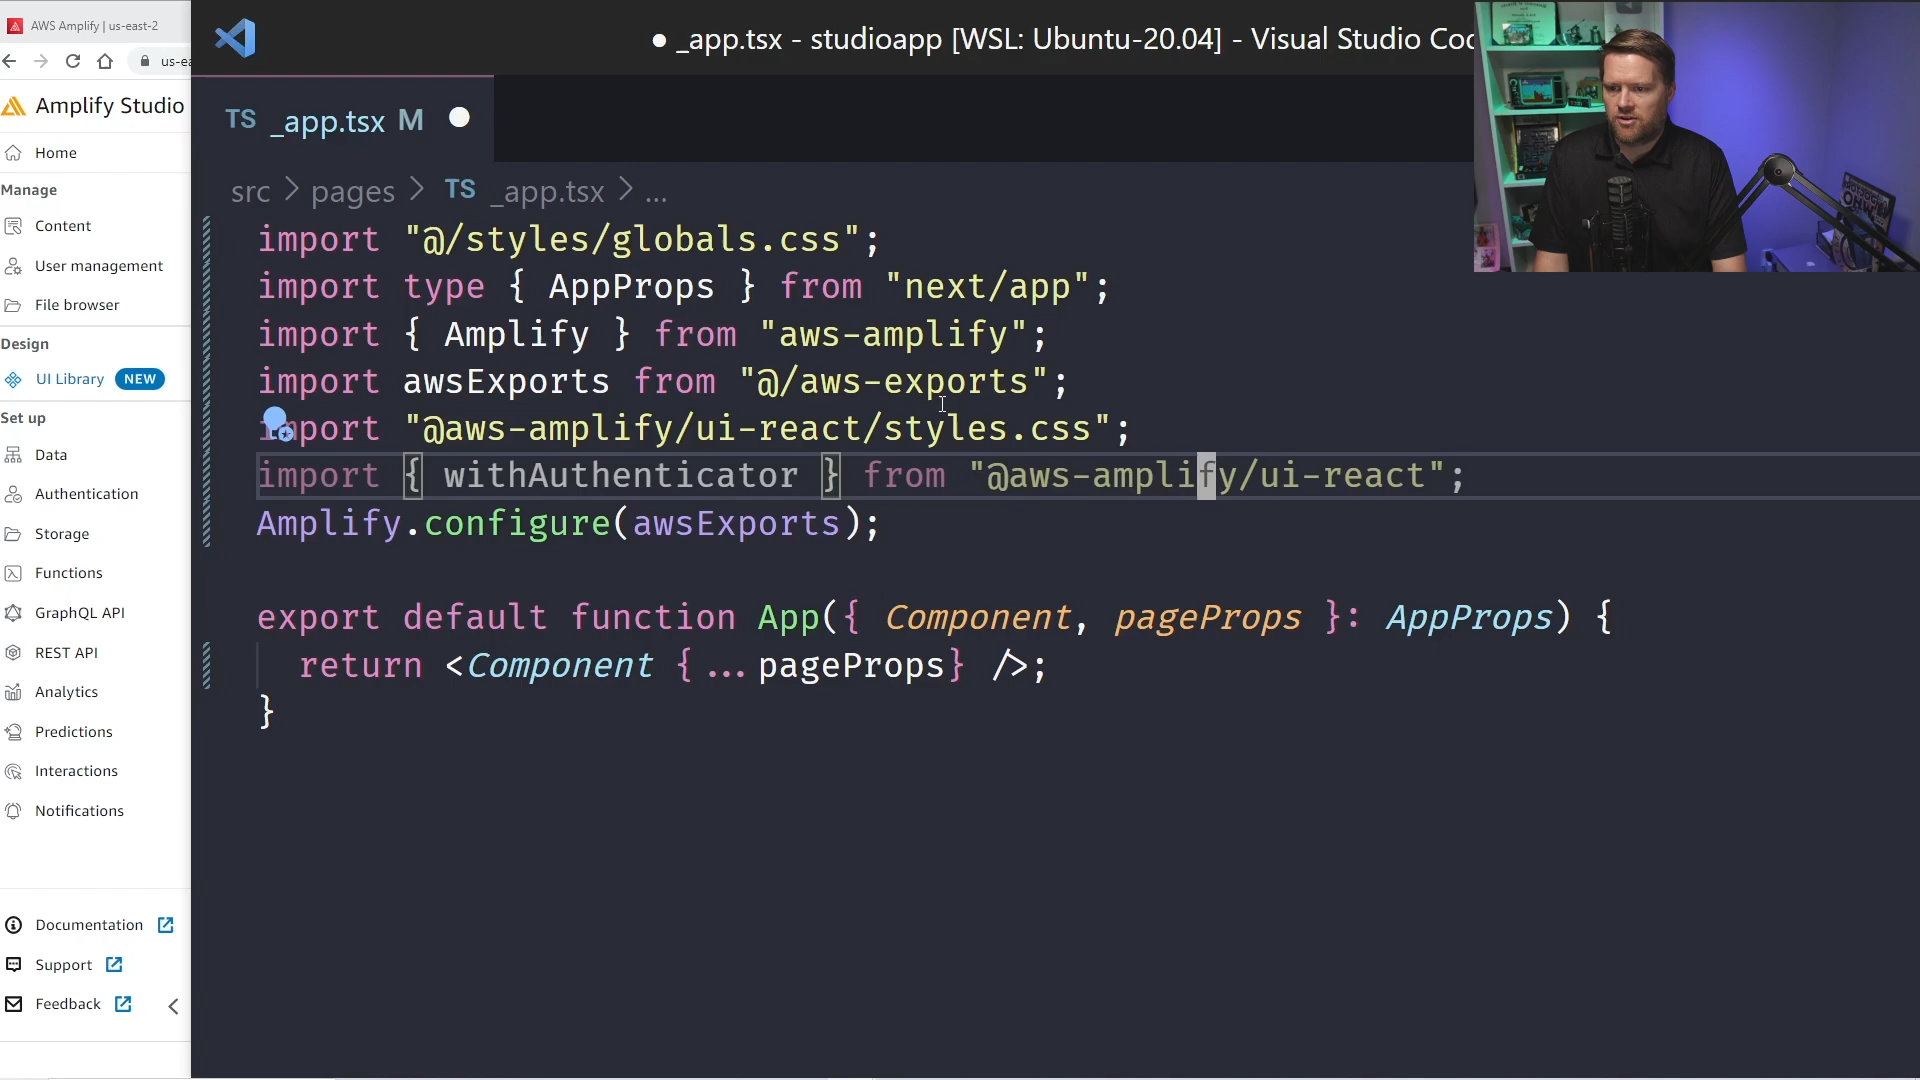 AWS Amplify | us-east-2
us-ea
Amplify Studio
Home
Manage
Content
User management
File browser
Design
UI Library NEW
Set up
Data
Authentication
Storage
Functions
GraphQL API
REST API
Analytics
Predictions
Interactions
Notifications
Documentation
Support
Feedback
● _app.tsx - studioapp [WSL: Ubuntu-20.04] - Visual Studio Coc
TS _app.tsx M
src > pages > TS _app.tsx > ...
import "@/styles/globals.css";
import type { AppProps } from "next/app";
import { Amplify } from "aws-amplify";
import awsExports from "@/aws-exports";
import "@aws-amplify/ui-react/styles.css";
import { withAuthenticator } from "@aws-amplify/ui-react";
Amplify.configure(awsExports);
export default function App({ Component, pageProps }: AppProps) {
return <Component {...pageProps} />;
}